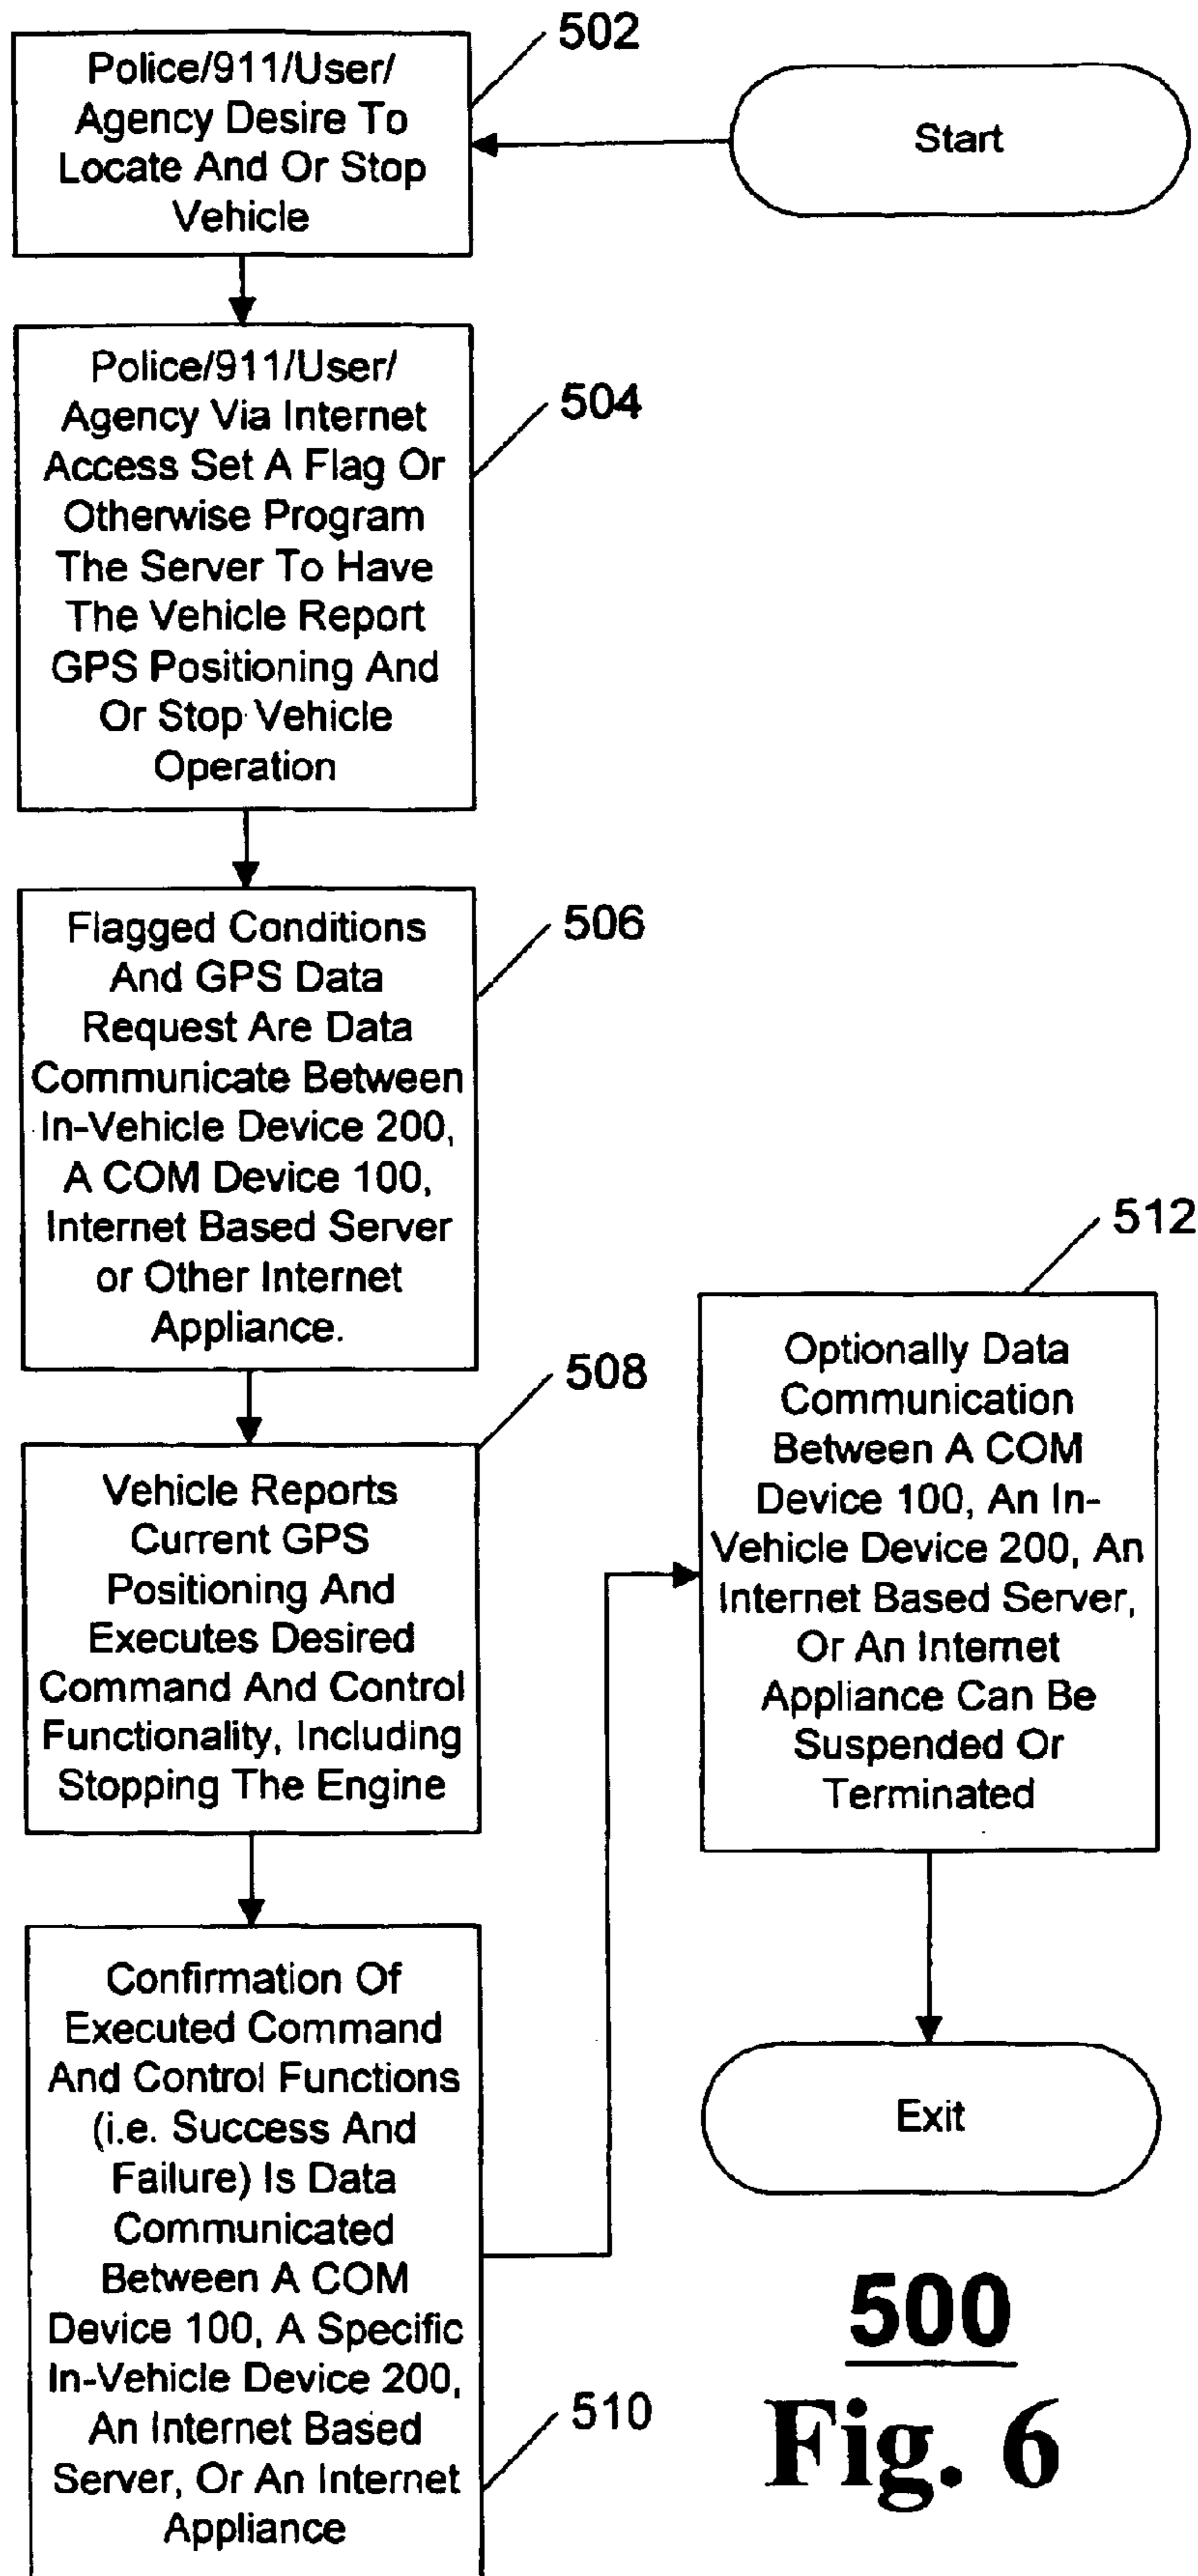 Start
502
Police/911/User/
Agency Desire To
Locate And Or Stop
Vehicle
504
Police/911/User/
Agency Via Internet
Access Set A Flag Or
Otherwise Program
The Server To Have
The Vehicle Report
GPS Positioning And
Or Stop Vehicle
Operation
506
Flagged Conditions
And GPS Data
Request Are Data
Communicate Between
In-Vehicle Device 200,
A COM Device 100,
Internet Based Server
or Other Internet
Appliance.
508
Vehicle Reports
Current GPS
Positioning And
Executes Desired
Command And Control
Functionality, Including
Stopping The Engine
510
Confirmation Of
Executed Command
And Control Functions
(i.e. Success And
Failure) Is Data
Communicated
Between A COM
Device 100, A Specific
In-Vehicle Device 200,
An Internet Based
Server, Or An Internet
Appliance
512
Optionally Data
Communication
Between A COM
Device 100, An In-
Vehicle Device 200, An
Internet Based Server,
Or An Internet
Appliance Can Be
Suspended Or
Terminated
Exit
500
Fig. 6